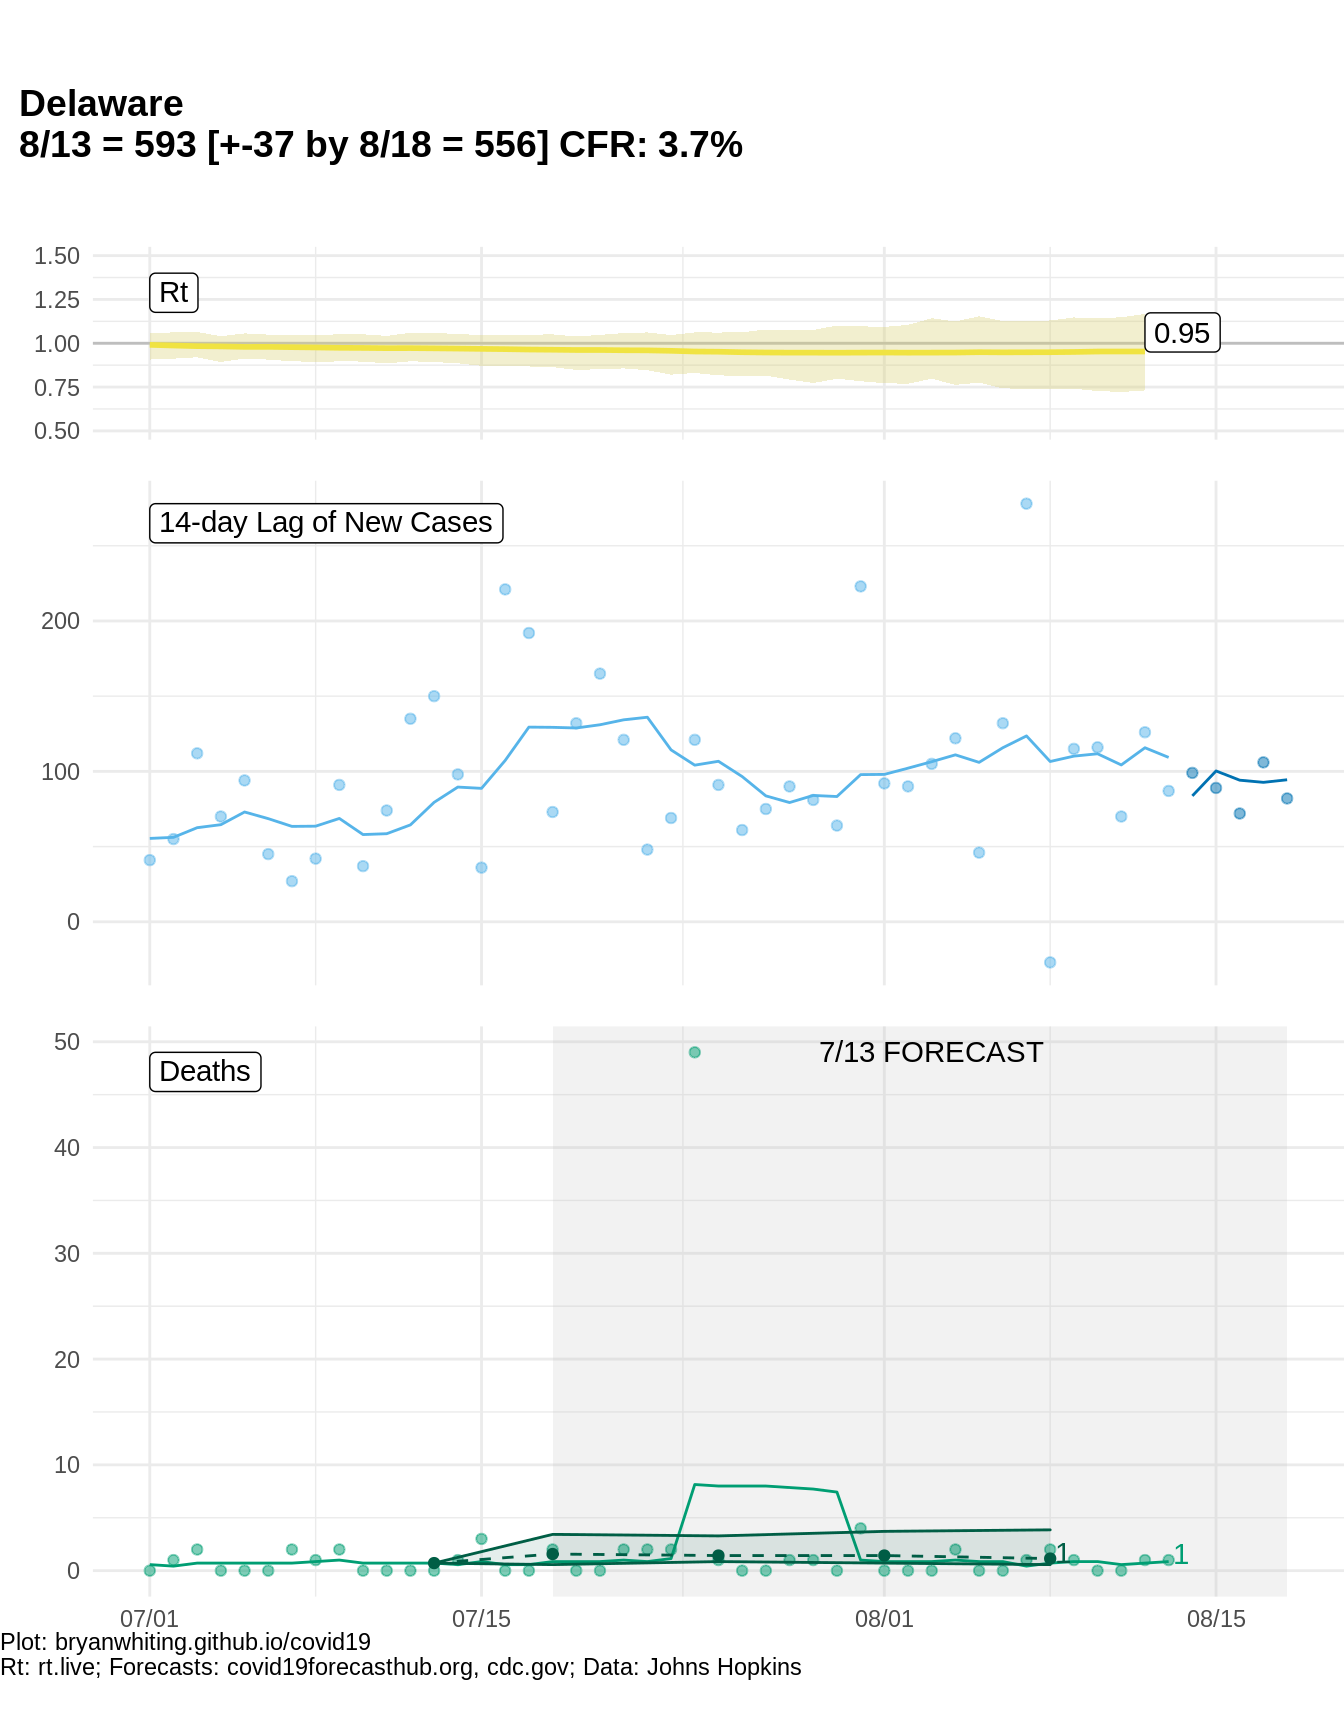 Delaware
8/13 = 593 [+-37 by 8/18 = 556] CFR: 3.7%
1.50
Rt
1.25
0.95
1.00
0.75
0.50
14-day Lag of New Cases
200
100
0
50
7/13 FORECAST
Deaths
40
30
20
10
1
1
0
07/01
07/15
08/01
08/15
Plot: bryanwhiting.github.io/covid19
Rt: rt.live; Forecasts: covid19forecasthub.org, cdc.gov; Data: Johns Hopkins